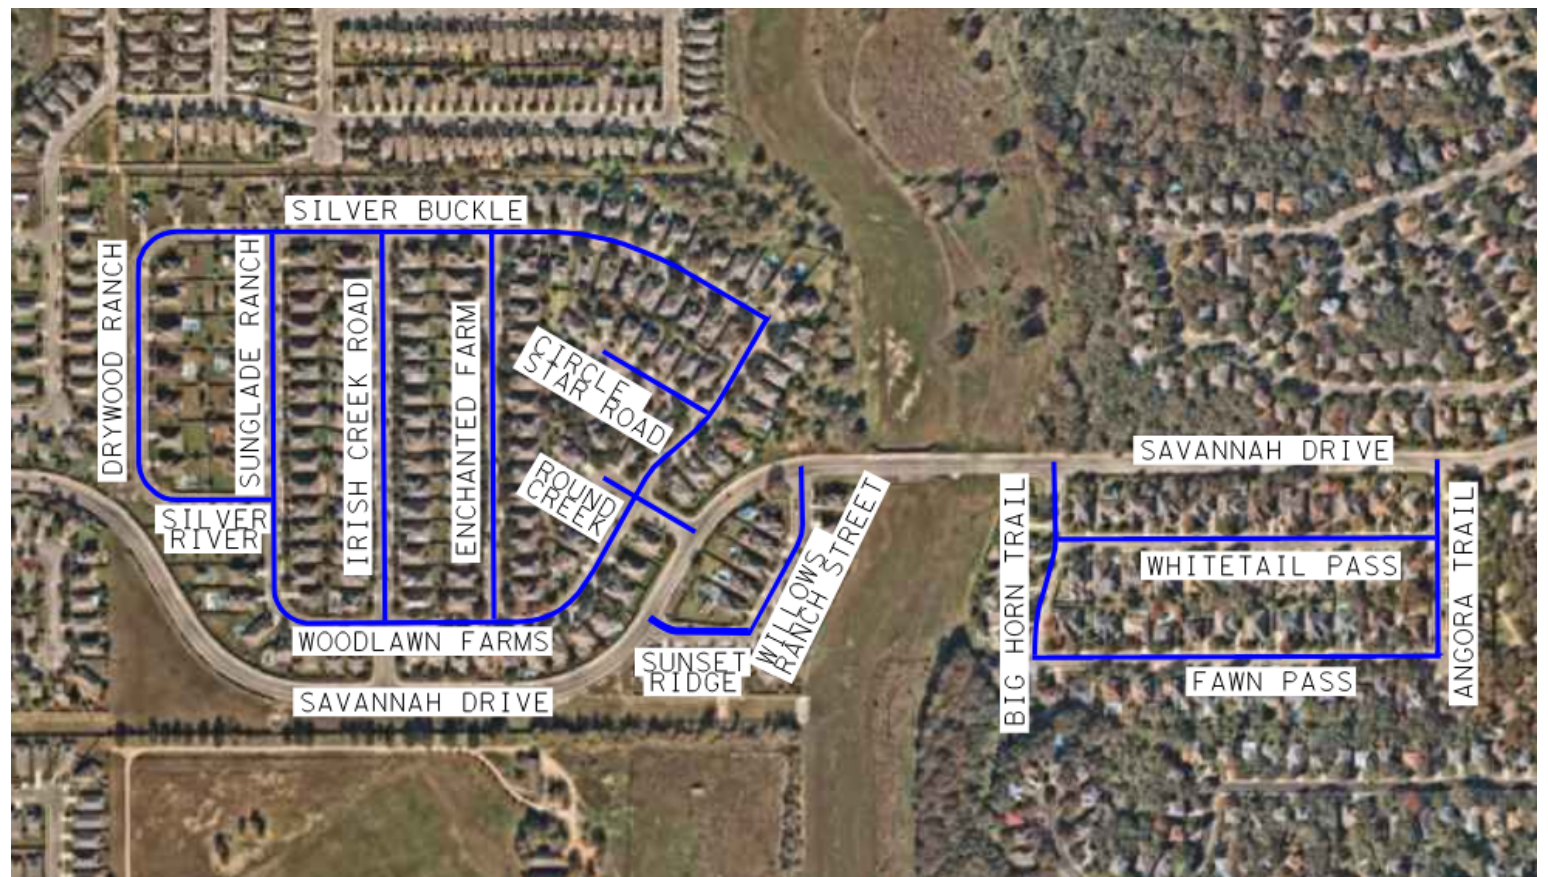 SILVER BUCKLE
DRYWOOD RANCH
SUNGLADE RANCH
IRISH CREEK ROAD
ENCHANTED FARM
CIRCLE
STAR ROAD
ROUND
CREEK
SILVER
RIVER
WOODLAWN FARMS
SAVANNAH DRIVE
SUNSET
RIDGE
WILLOWS
RANCH STREET
SAVANNAH DRIVE
BIG HORN TRAIL
WHITETAIL PASS
FAWN PASS
ANGORA TRAIL